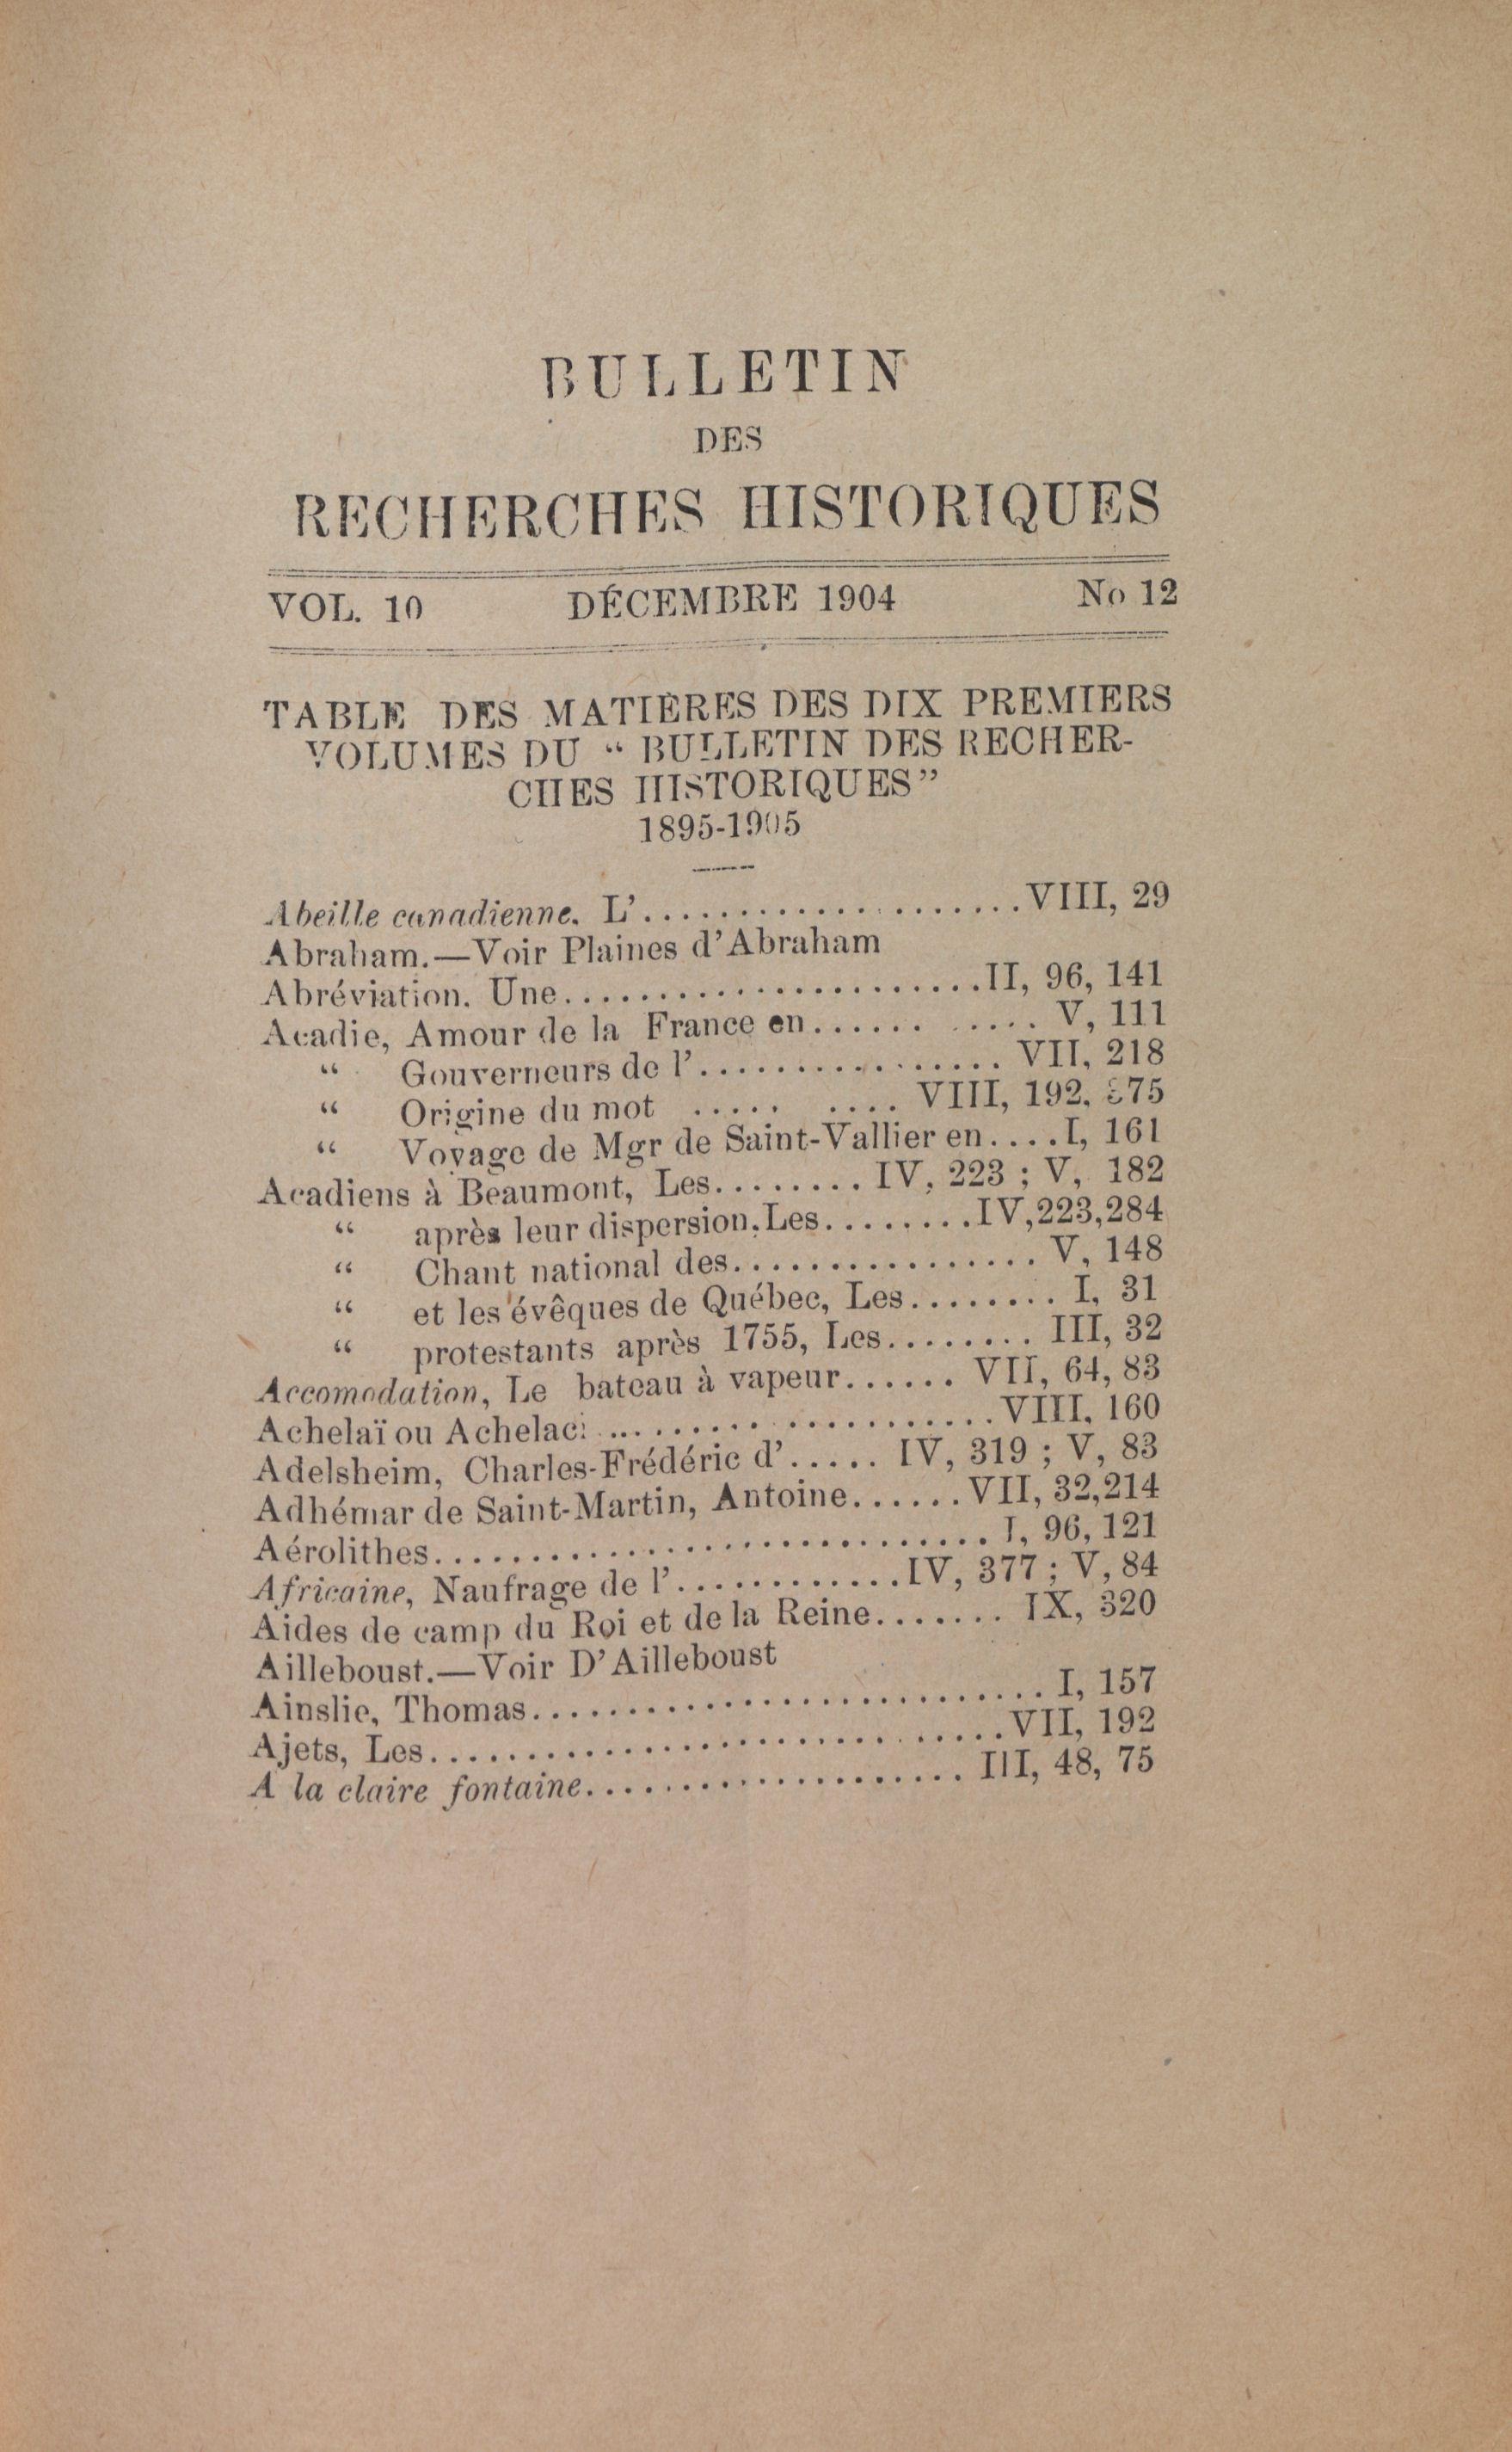 BULLETIN
DES
RECHERCHES HISTORIQUES
VOL. 10 DÉCEMBRE 1904 No 12
TABLE DES MATIÈRES DES DIX PREMIERS
VOLUMES DU “ BULLETIN DES RECHER-
CHES HISTORIQUES”
1895-1905
Abeille canadienne. L’....................VIII, 29
Abraham.—Voir Plaines d’Abraham
Abréviation. Une......................II, 96, 141
Acadie, Amour de la France en...... ..... V, 111
“ Gouverneurs de l’................ VII, 218
“ Origine du mot ..... .... VIII, 192,
“ Voyage de Mgr de Saint-Vallier en....I, 161
Acadiens à Beaumont, Les........ IV, 223 ; V, 182
“ après leur dispersion, Les........IV,223,284
“ Chant national des................ V, 148
“ et les évêques de Québec, Les........ I, 31
“ protestants après 1755, Les........ III, 32
Accomodation, Le bateau à vapeur...... VII, 64, 83
Achelaï ou Achelaci ....................VIII, 160
Adelsheim, Charles-Frédéric d’..... IV, 319 ; V, 83
Adhémar de Saint-Martin, Antoine......VII, 32,214
Aérolithes............................. I, 96, 121
Africaine, Naufrage de l’............IV, 377 ; V, 84
Aides de camp du Roi et de la Reine....... IX, 320
Ailleboust.—Voir D’Ailleboust
Ainslie, Thomas........................... I, 157
Ajets, Les..............................VII, 192
A la claire fontaine.................... III, 48, 75